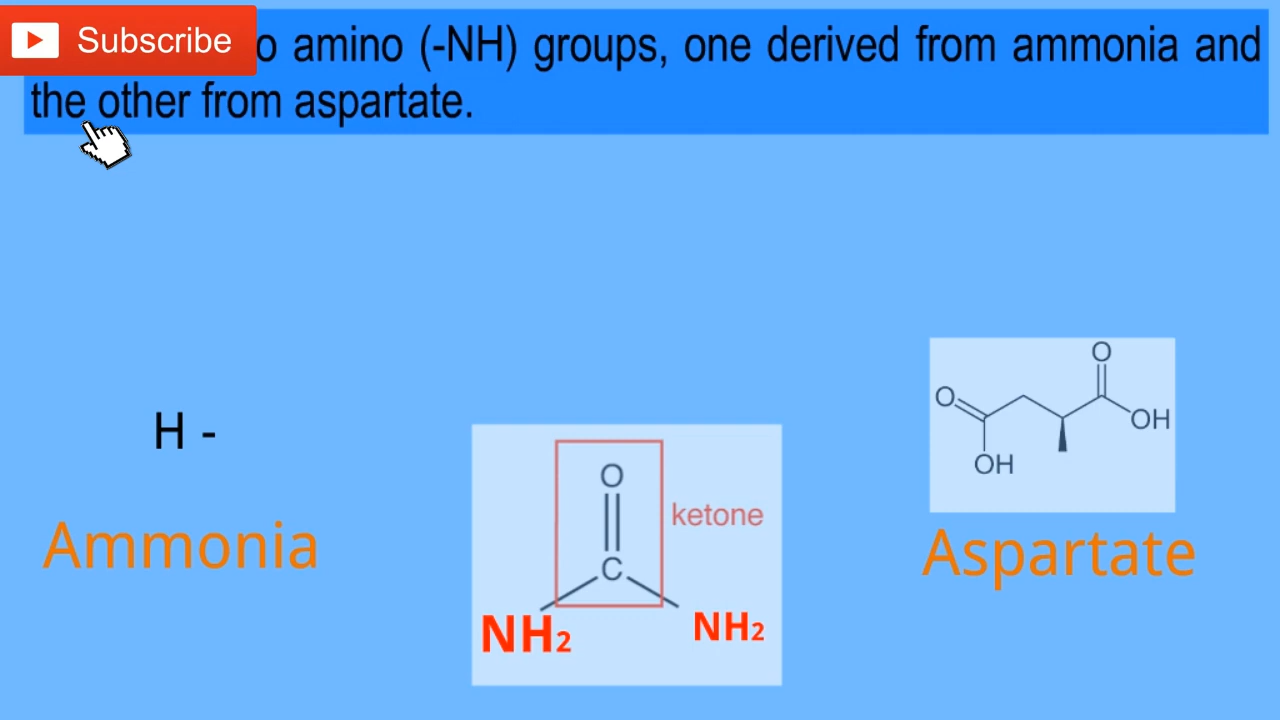 Subscribe
o amino (-NH) groups, one derived from ammonia and
the other from aspartate.
H -
Ammonia
O
ketone
C
NH₂
NH₂
O
O
OH
OH
Aspartate